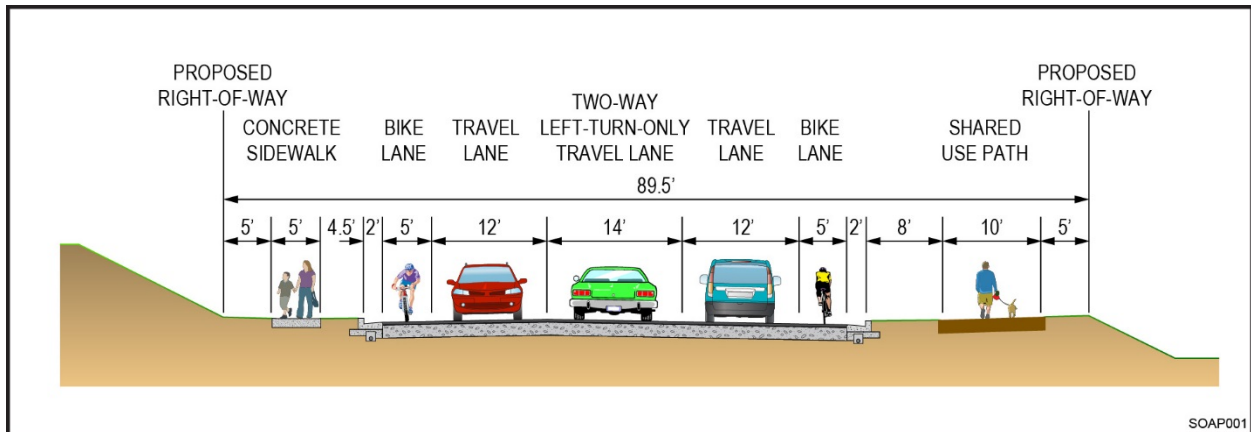 PROPOSED
RIGHT-OF-WAY
PROPOSED
RIGHT-OF-WAY
CONCRETE
SIDEWALK
BIKE
LANE
TRAVEL
LANE
TWO-WAY
LEFT-TURN-ONLY
TRAVEL LANE
TRAVEL
LANE
BIKE
LANE
SHARED
USE PATH
89.5'
5' 5' 4.5' 2' 5' 12' 14' 12' 5' 2' 8' 10' 5'
SOAP001